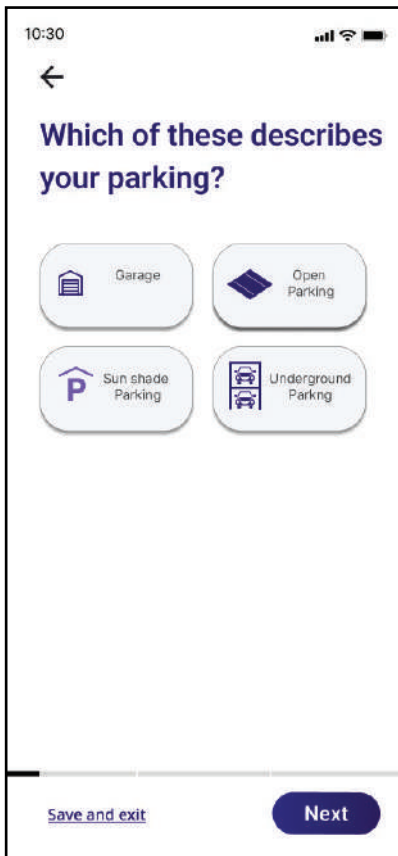 10:30
Which of these describes
your parking?
Garage
Open
Parking
P
Sun shade
Parking
Underground
Parkng
Save and exit
Next